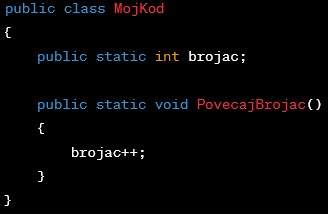 public class MojKod
{
    public static int brojac;

    public static void PovecajBrojac()
    {
        brojac++;
    }
}